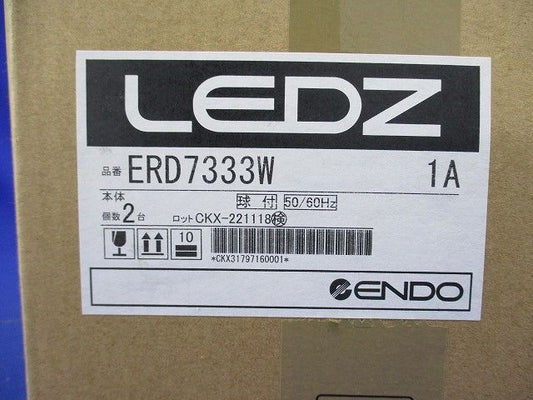 LEDZ
品番 ERD7333W 1A
本体 球付 50/60Hz
個数 2台 ロット CKX-221118 検
10
*CKX31797160001*
ENDO